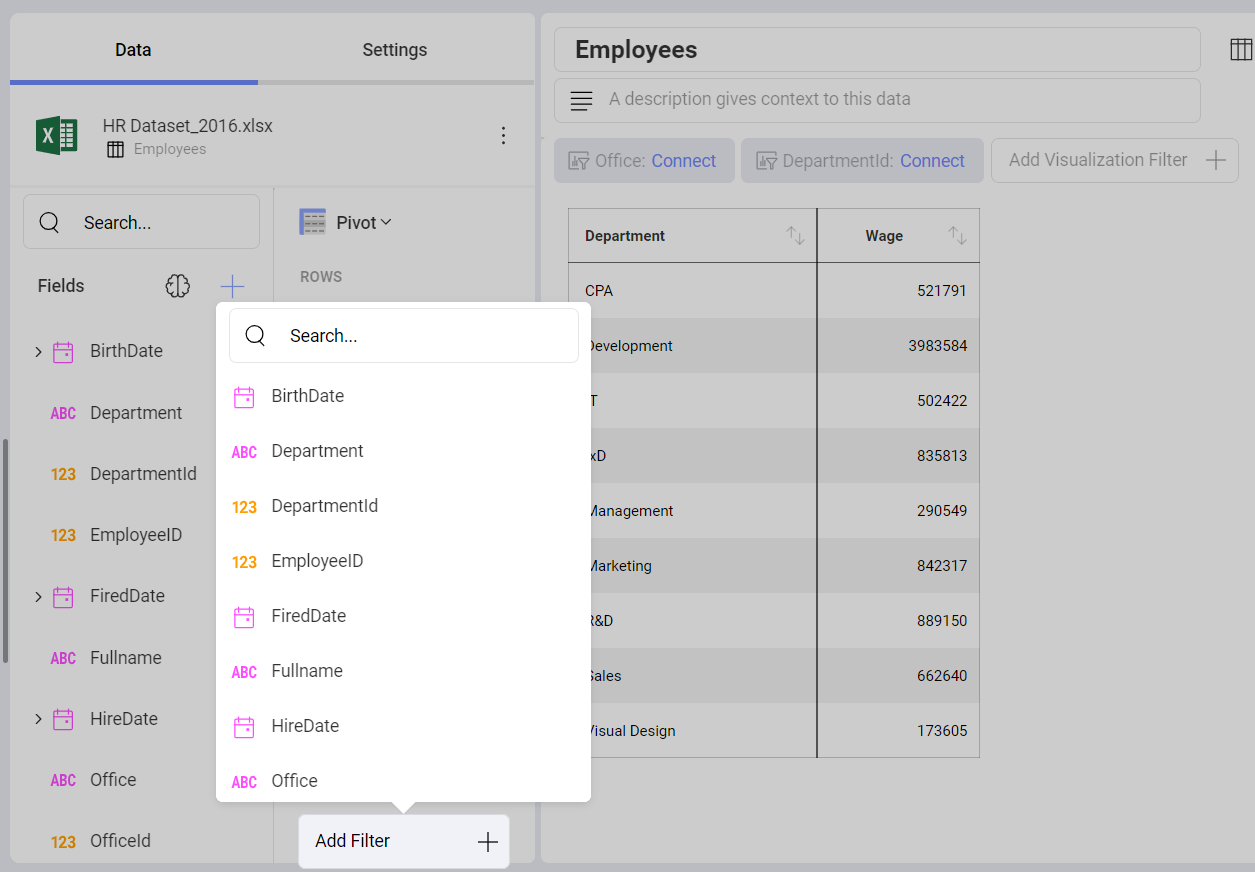 Data
Settings
HR Dataset_2016.xlsx
Employees
Search...
Fields
BirthDate
ABC Department
123 DepartmentId
123 EmployeeID
FiredDate
ABC Fullname
HireDate
ABC Office
123 OfficeId
Pivot
ROWS
Search...
BirthDate
ABC Department
123 DepartmentId
123 EmployeeID
FiredDate
ABC Fullname
HireDate
ABC Office
Add Filter
Employees
A description gives context to this data
Office: Connect DepartmentId: Connect Add Visualization Filter
Department Wage
CPA 521791
Development 3983584
T 502422
xD 835813
Management 290549
Marketing 842317
R&D 889150
Sales 662640
Visual Design 173605